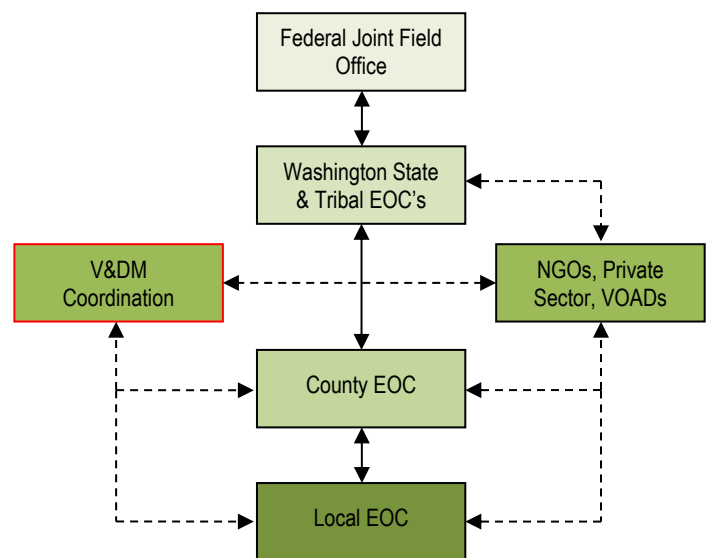 Federal Joint Field
Office
Washington State
& Tribal EOC's
V&DM
Coordination
NGOs, Private
Sector, VOADs
County EOC
Local EOC